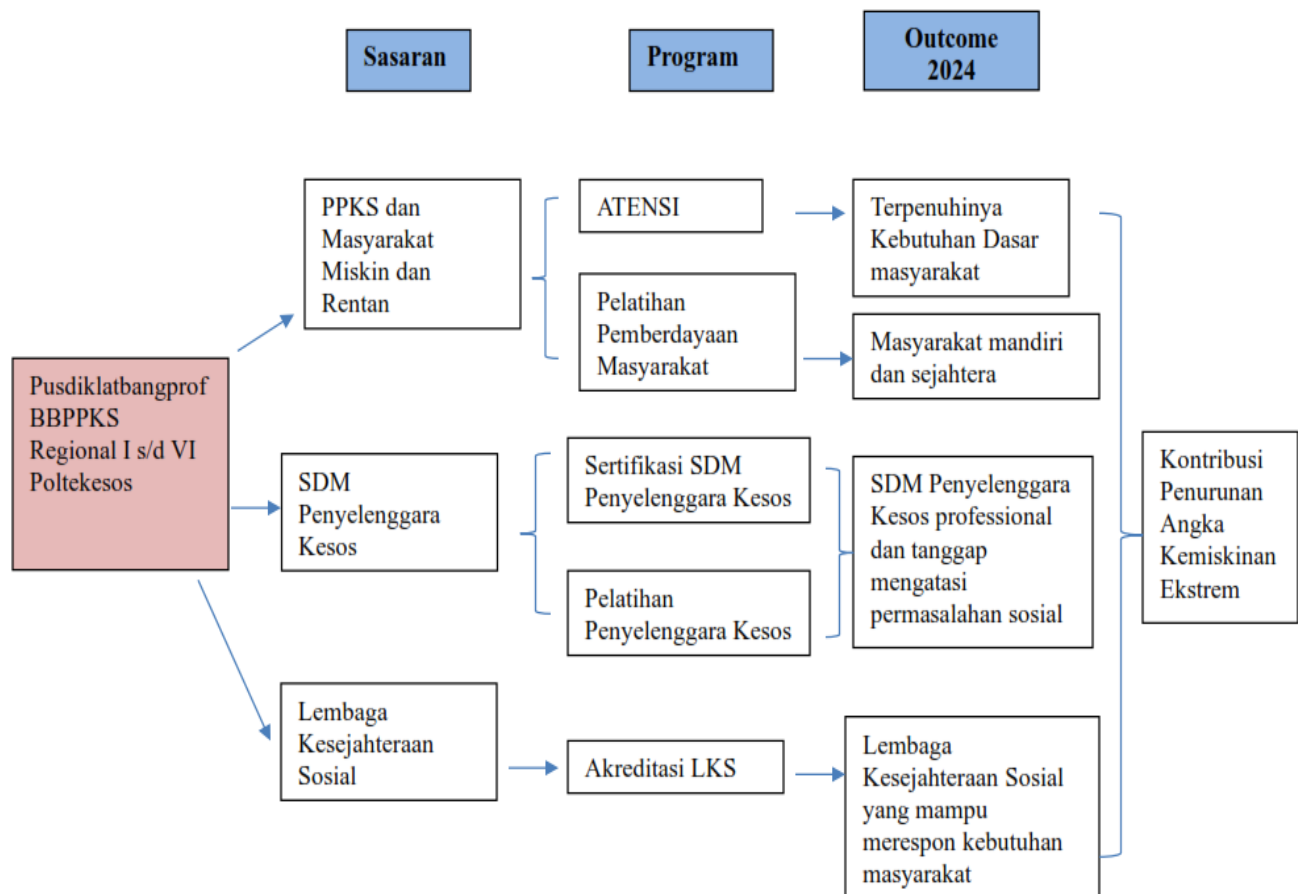 Sasaran
Program
Outcome
2024
PPKS dan
Masyarakat
Miskin dan
Rentan
ATENSI
Terpenuhinya
Kebutuhan Dasar
masyarakat
Pelatihan
Pemberdayaan
Masyarakat
Masyarakat mandiri
dan sejahtera
Pusdiklatbangprof
BBPPKS
Regional I s/d VI
Poltekesos
SDM
Penyelenggara
Kesos
Sertifikasi SDM
Penyelenggara Kesos
Pelatihan
Penyelenggara Kesos
SDM Penyelenggara
Kesos professional
dan tanggap
mengatasi
permasalahan sosial
Kontribusi
Penurunan
Angka
Kemiskinan
Ekstrem
Lembaga
Kesejahteraan
Sosial
Akreditasi LKS
Lembaga
Kesejahteraan Sosial
yang mampu
merespon kebutuhan
masyarakat